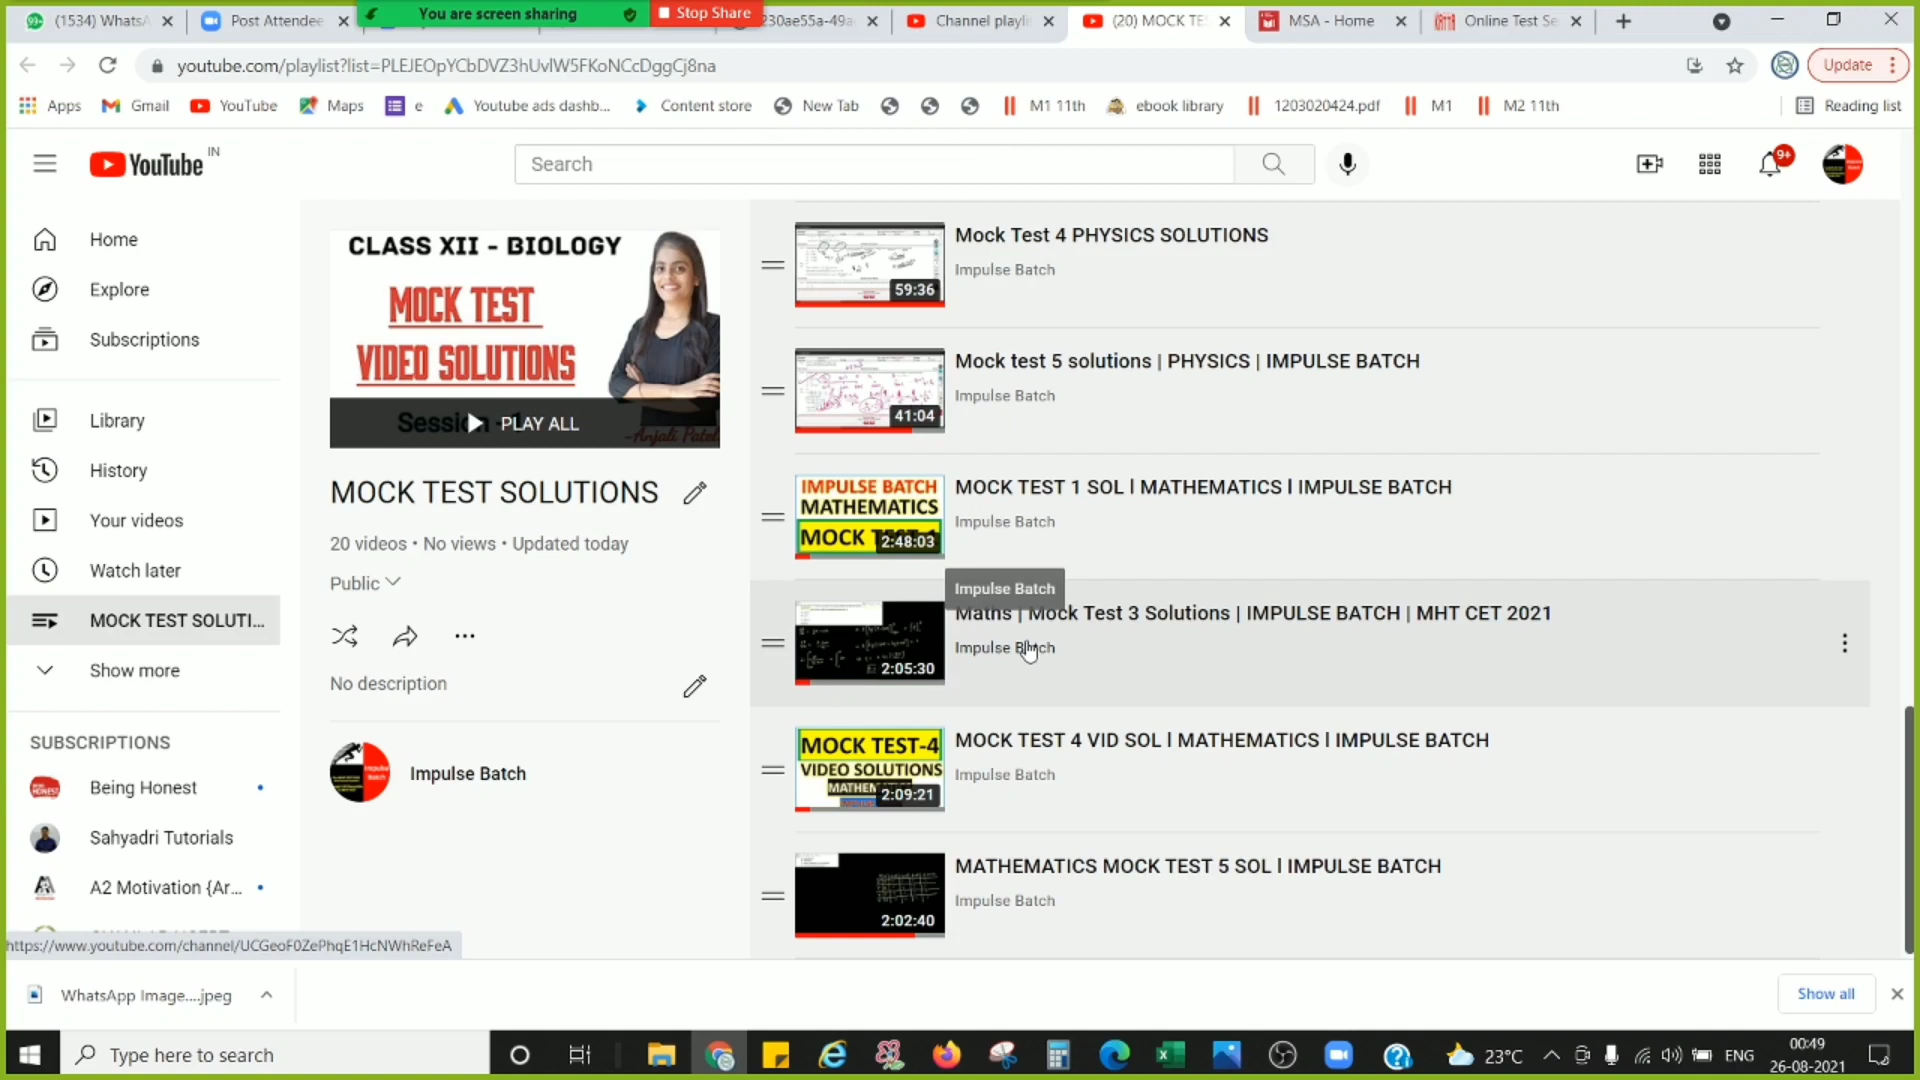 (1534) WhatsA
Post Attendee
You are screen sharing
Stop Share
230ae55a-49a
Channel playli
(20) MOCK TE
MSA - Home
Online Test Se
youtube.com/playlist?list=PLEJEOpYCbDVZ3hUvlW5FKoNCcDggCj8na
Update
Apps
Gmail
YouTube
Maps
e
Youtube ads dashb...
Content store
New Tab
M1 11th
ebook library
1203020424.pdf
M1
M2 11th
Reading list
YouTube IN
Search
9+
Home
Explore
Subscriptions
Library
History
Your videos
Watch later
MOCK TEST SOLUTI...
Show more
SUBSCRIPTIONS
Being Honest
Sahyadri Tutorials
A2 Motivation {Ar...
https://www.youtube.com/channel/UCGeoF0ZePhqE1HcNWhReFeA
CLASS XII - BIOLOGY
MOCK TEST
VIDEO SOLUTIONS
Session - 1
PLAY ALL
-Anjali Patel
MOCK TEST SOLUTIONS
20 videos • No views • Updated today
Public
No description
Impulse Batch
Mock Test 4 PHYSICS SOLUTIONS
Impulse Batch
59:36
Mock test 5 solutions | PHYSICS | IMPULSE BATCH
Impulse Batch
41:04
IMPULSE BATCH
MATHEMATICS
MOCK T
2:48:03
MOCK TEST 1 SOL l MATHEMATICS l IMPULSE BATCH
Impulse Batch
Impulse Batch
Maths | Mock Test 3 Solutions | IMPULSE BATCH | MHT CET 2021
Impulse Batch
2:05:30
MOCK TEST-4
VIDEO SOLUTIONS
MATHEM
2:09:21
MOCK TEST 4 VID SOL l MATHEMATICS l IMPULSE BATCH
Impulse Batch
MATHEMATICS MOCK TEST 5 SOL l IMPULSE BATCH
Impulse Batch
2:02:40
WhatsApp Image....jpeg
Show all
Type here to search
23°C
ENG
00:49
26-08-2021